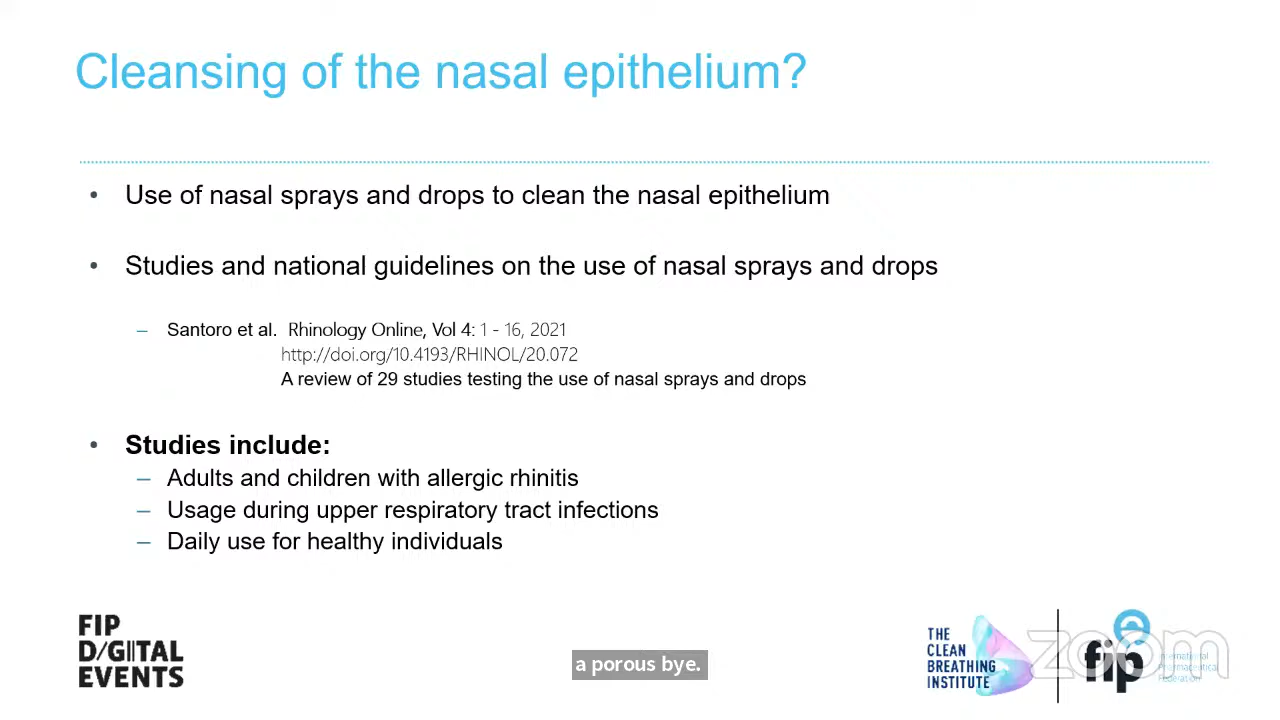 Cleansing of the nasal epithelium?
• Use of nasal sprays and drops to clean the nasal epithelium
• Studies and national guidelines on the use of nasal sprays and drops
– Santoro et al. Rhinology Online, Vol 4: 1 - 16, 2021
http://doi.org/10.4193/RHINOL/20.072
A review of 29 studies testing the use of nasal sprays and drops
• Studies include:
– Adults and children with allergic rhinitis
– Usage during upper respiratory tract infections
– Daily use for healthy individuals
FIP
DIGITAL
EVENTS
a porous bye.
THE
CLEAN
BREATHING
INSTITUTE
fip
International
Pharmaceutical
Federation
zoom